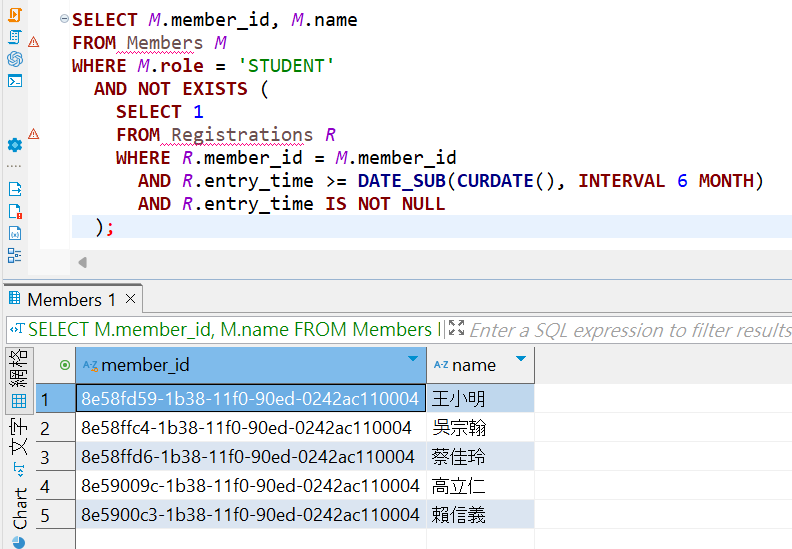 SELECT M.member_id, M.name
FROM Members M
WHERE M.role = 'STUDENT'
AND NOT EXISTS (
SELECT 1
FROM Registrations R
WHERE R.member_id = M.member_id
AND R.entry_time >= DATE_SUB(CURDATE(), INTERVAL 6 MONTH)
AND R.entry_time IS NOT NULL
);
Members 1
SELECT M.member_id, M.name FROM Members I Enter a SQL expression to filter results
網格
文字
Chart
member_id name
1 8e58fd59-1b38-11f0-90ed-0242ac110004 王小明
2 8e58ffc4-1b38-11f0-90ed-0242ac110004 吳宗翰
3 8e58ffd6-1b38-11f0-90ed-0242ac110004 蔡佳玲
4 8e59009c-1b38-11f0-90ed-0242ac110004 高立仁
5 8e5900c3-1b38-11f0-90ed-0242ac110004 賴信義